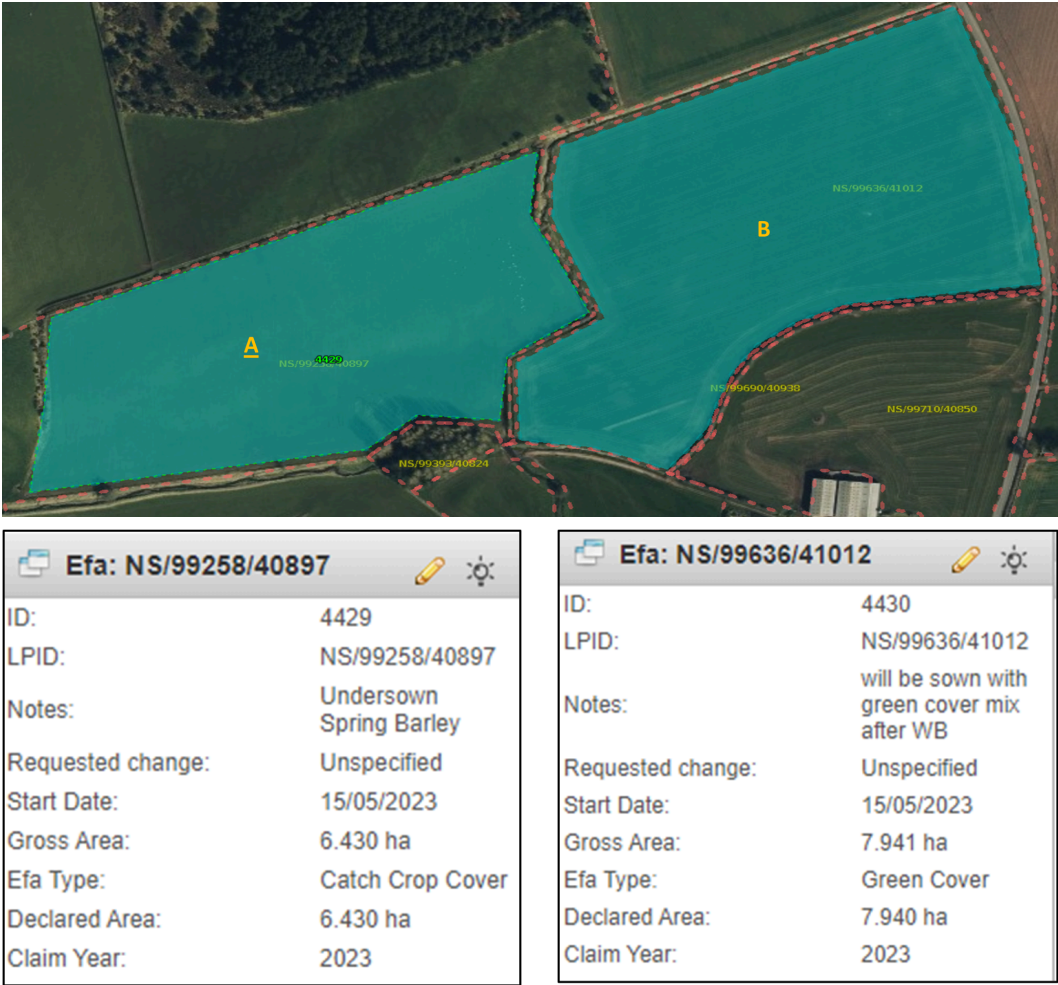 NS/99636/41012
B
A
4429
NS/99258/40897
NS/99690/40938
NS/99710/40850
NS/99393/40824
Efa: NS/99258/40897
ID: 4429
LPID: NS/99258/40897
Notes: Undersown
Spring Barley
Requested change: Unspecified
Start Date: 15/05/2023
Gross Area: 6.430 ha
Efa Type: Catch Crop Cover
Declared Area: 6.430 ha
Claim Year: 2023
Efa: NS/99636/41012
ID: 4430
LPID: NS/99636/41012
Notes: will be sown with
green cover mix
after WB
Requested change: Unspecified
Start Date: 15/05/2023
Gross Area: 7.941 ha
Efa Type: Green Cover
Declared Area: 7.940 ha
Claim Year: 2023